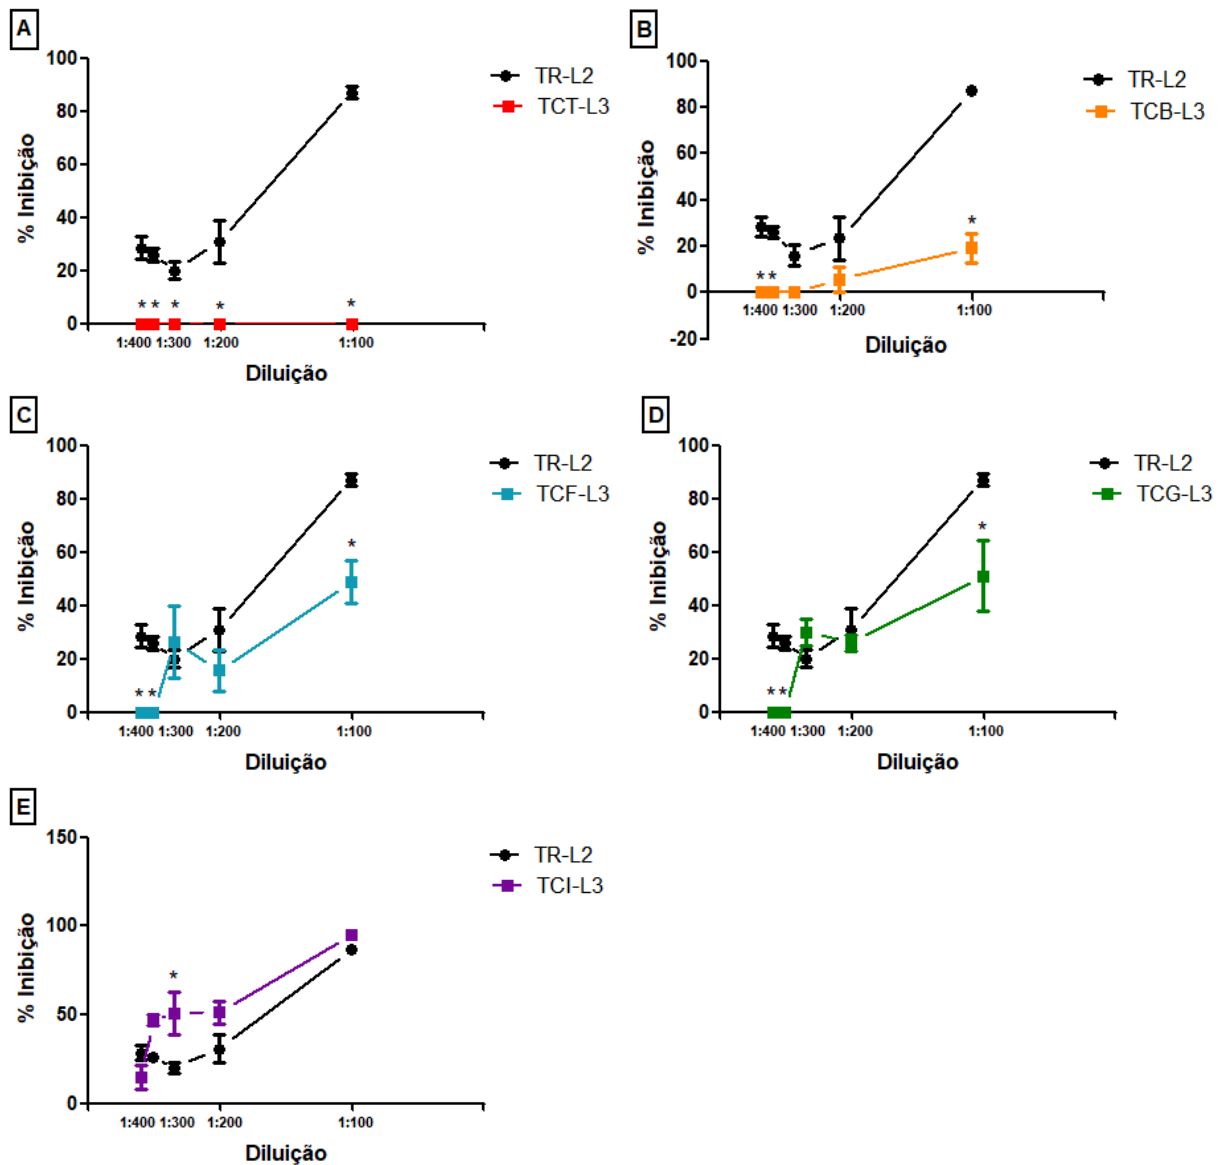 A
% Inibição
100
80
60
40
20
0
* * * * *
1:400 1:300 1:200 1:100
Diluição
TR-L2
TCT-L3
B
% Inibição
100
80
60
40
20
0
-20
** *
1:400 1:300 1:200 1:100
Diluição
TR-L2
TCB-L3
C
% Inibição
100
80
60
40
20
0
** *
1:400 1:300 1:200 1:100
Diluição
TR-L2
TCF-L3
D
% Inibição
100
80
60
40
20
0
** *
1:400 1:300 1:200 1:100
Diluição
TR-L2
TCG-L3
E
% Inibição
150
100
50
0
*
1:400 1:300 1:200 1:100
Diluição
TR-L2
TCI-L3